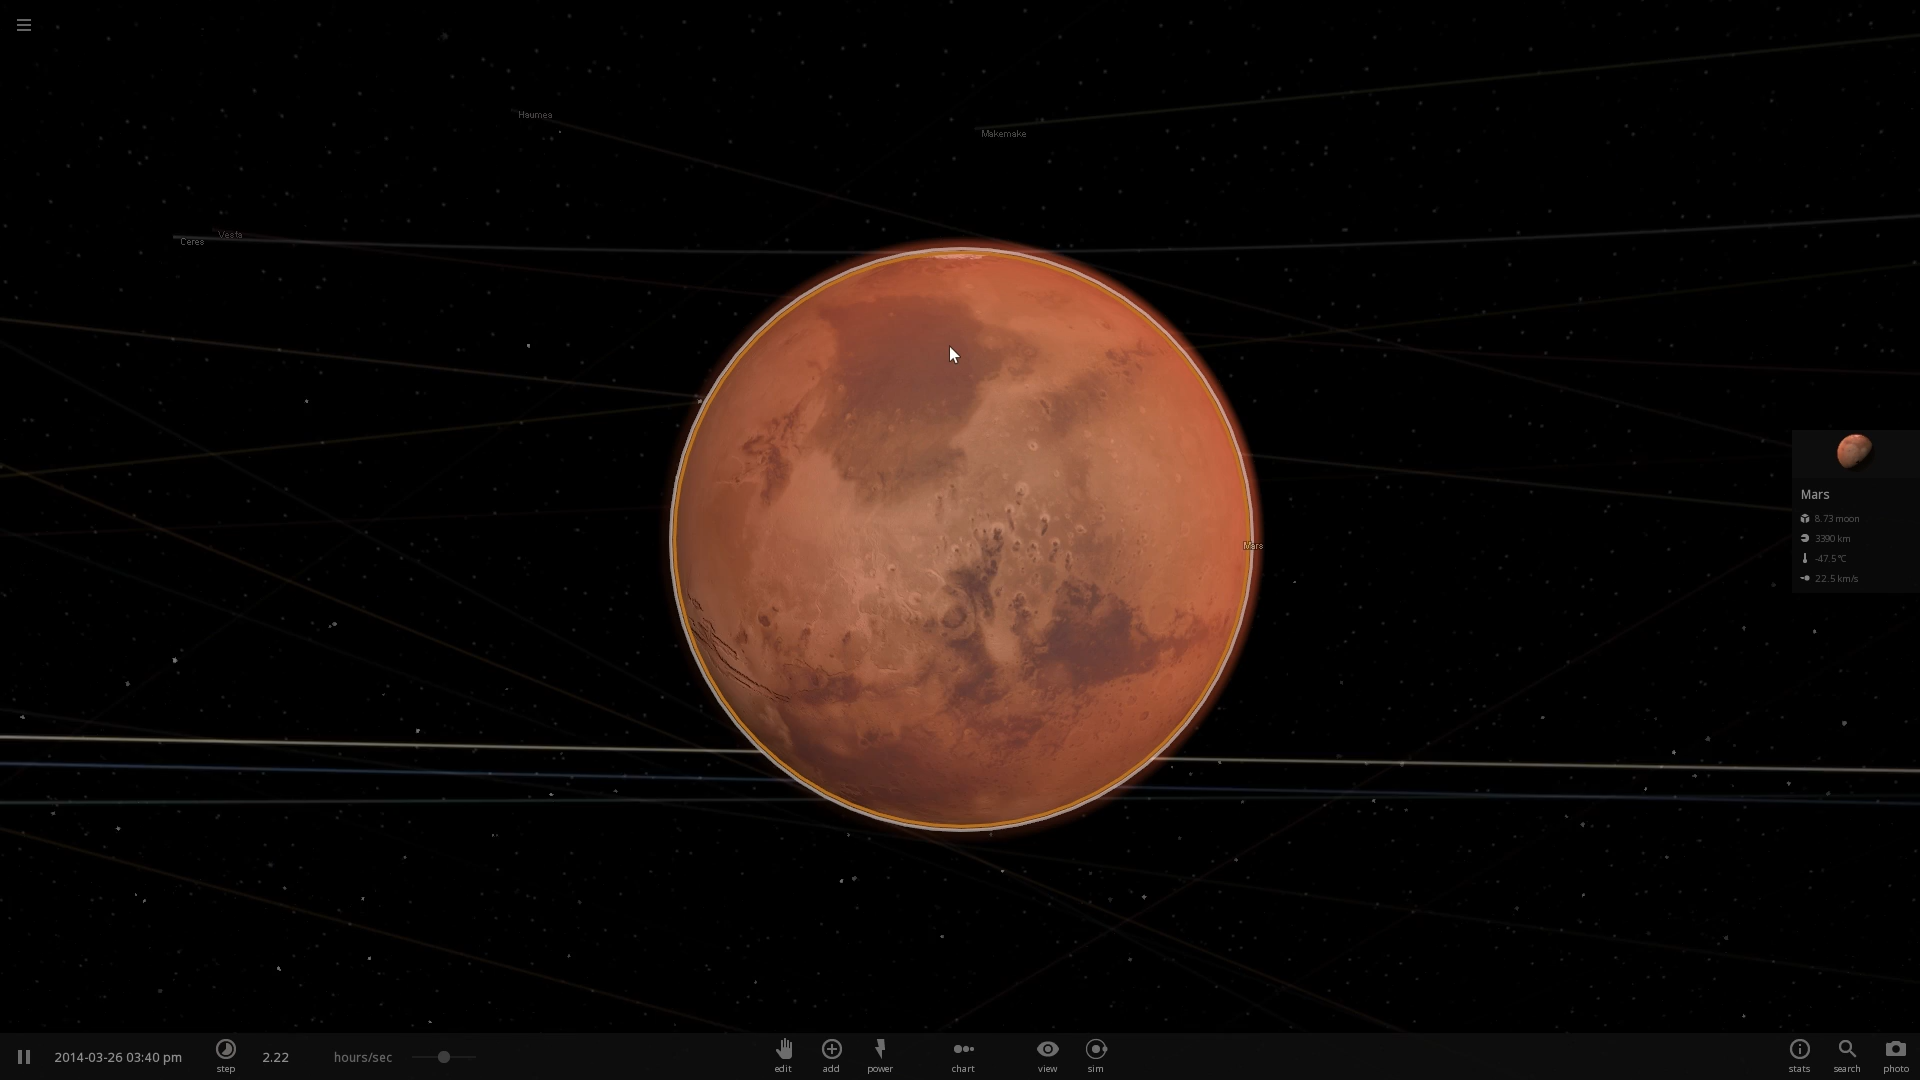 Haumea
Makemake
Ceres
Vesta
Mars
Mars
8.73 moon
3390 km
-47.5°C
22.5 km/s
2014-03-26 03:40 pm
step
2.22
hours/sec
edit
add
power
chart
view
sim
stats
search
photo